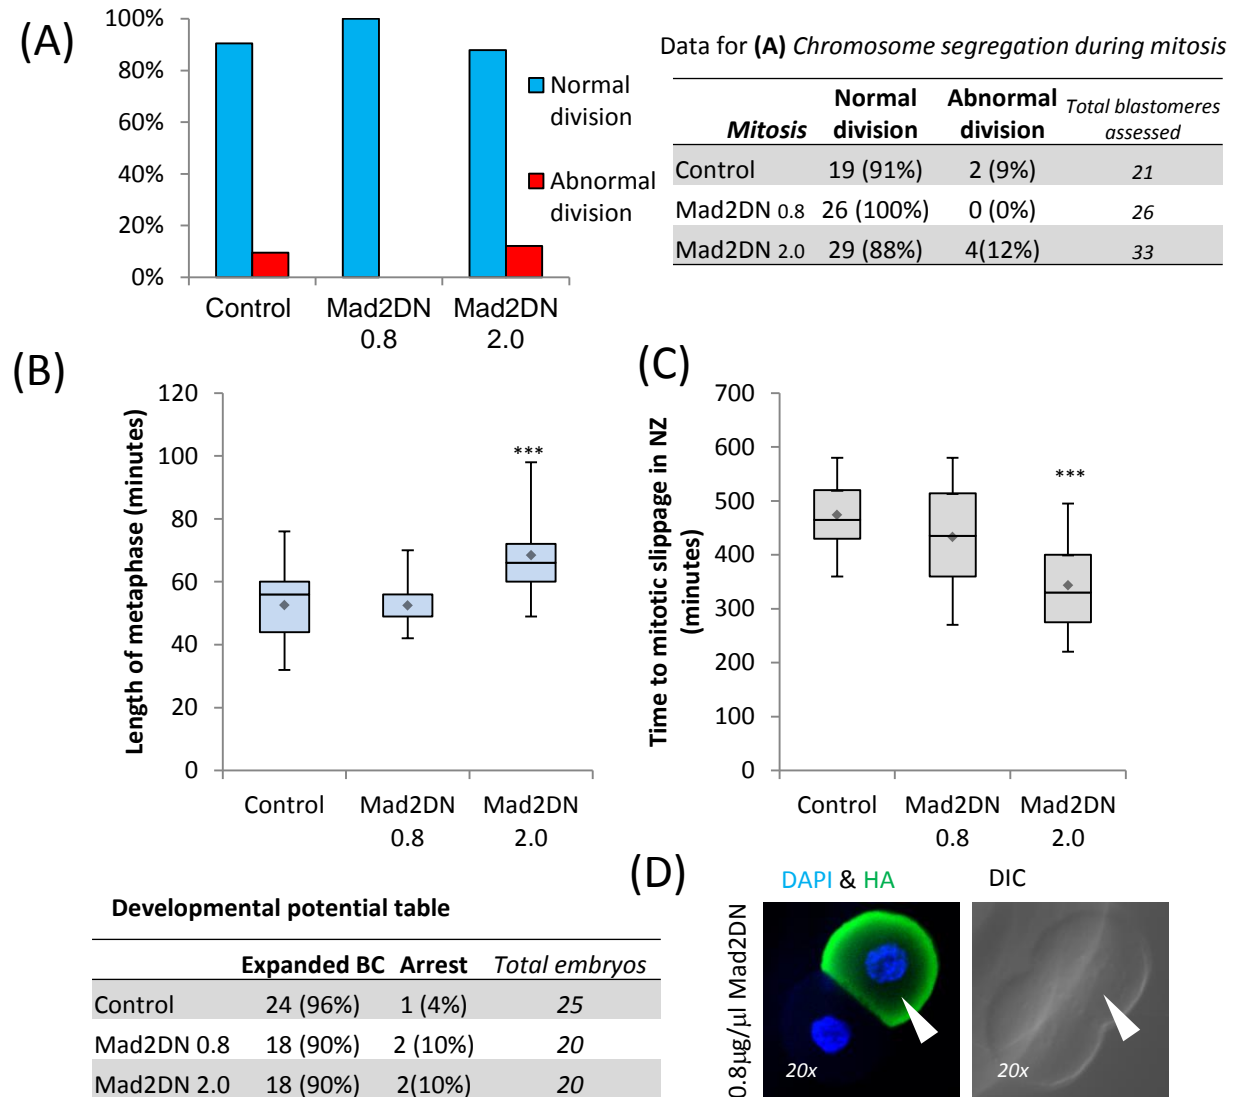 (A)
100%
80%
60%
40%
20%
0%
Control
Mad2DN
0.8
Mad2DN
2.0
Normal
division
Abnormal
division
Data for (A) Chromosome segregation during mitosis
Mitosis Normal division Abnormal division Total blastomeres assessed
Control 19 (91%) 2 (9%) 21
Mad2DN 0.8 26 (100%) 0 (0%) 26
Mad2DN 2.0 29 (88%) 4(12%) 33
(B)
Length of metaphase (minutes)
120
100
80
60
40
20
0
***
Control
Mad2DN
0.8
Mad2DN
2.0
(C)
Time to mitotic slippage in NZ
(minutes)
700
600
500
400
300
200
100
0
***
Control
Mad2DN
0.8
Mad2DN
2.0
Developmental potential table
Expanded BC Arrest Total embryos
Control 24 (96%) 1 (4%) 25
Mad2DN 0.8 18 (90%) 2 (10%) 20
Mad2DN 2.0 18 (90%) 2(10%) 20
(D)
DAPI & HA
DIC
0.8µg/µl Mad2DN
20x
20x